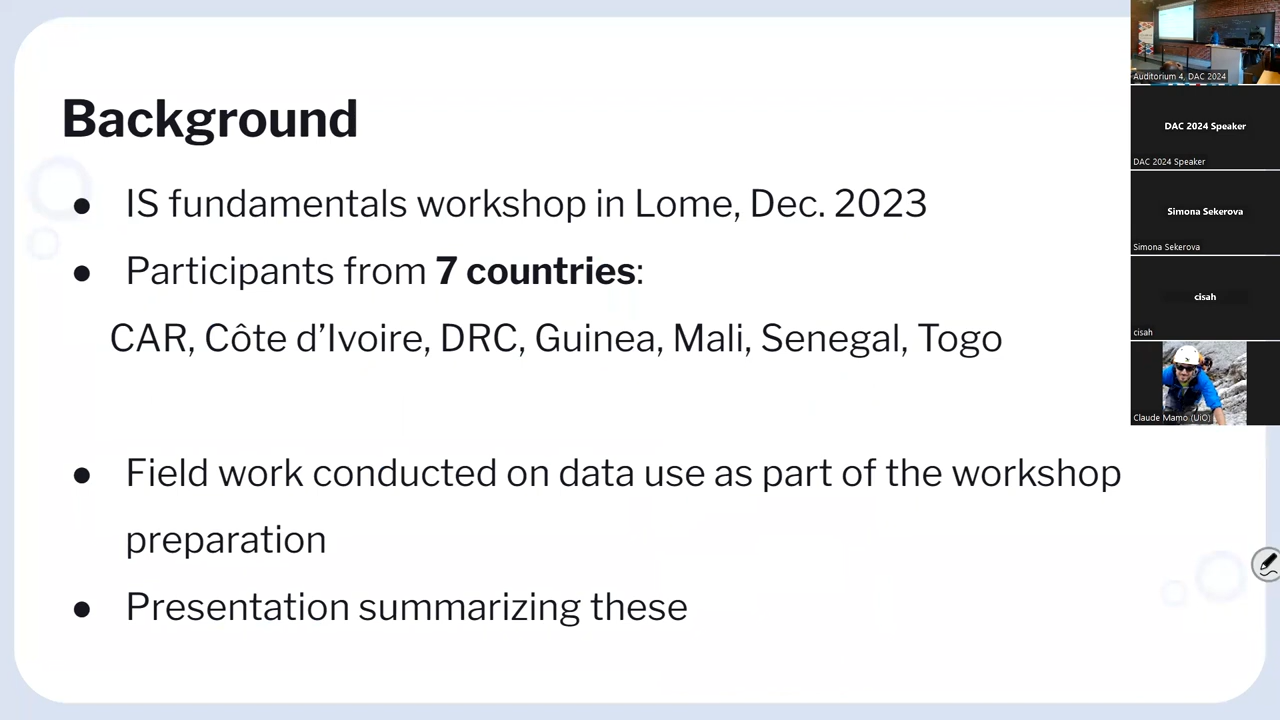 Background
● IS fundamentals workshop in Lome, Dec. 2023
● Participants from 7 countries:
CAR, Côte d’Ivoire, DRC, Guinea, Mali, Senegal, Togo
● Field work conducted on data use as part of the workshop
preparation
● Presentation summarizing these
Auditorium 4, DAC 2024
DAC 2024 Speaker
DAC 2024 Speaker
Simona Sekerova
Simona Sekerova
cisah
cisah
Claude Mamo (UiO)